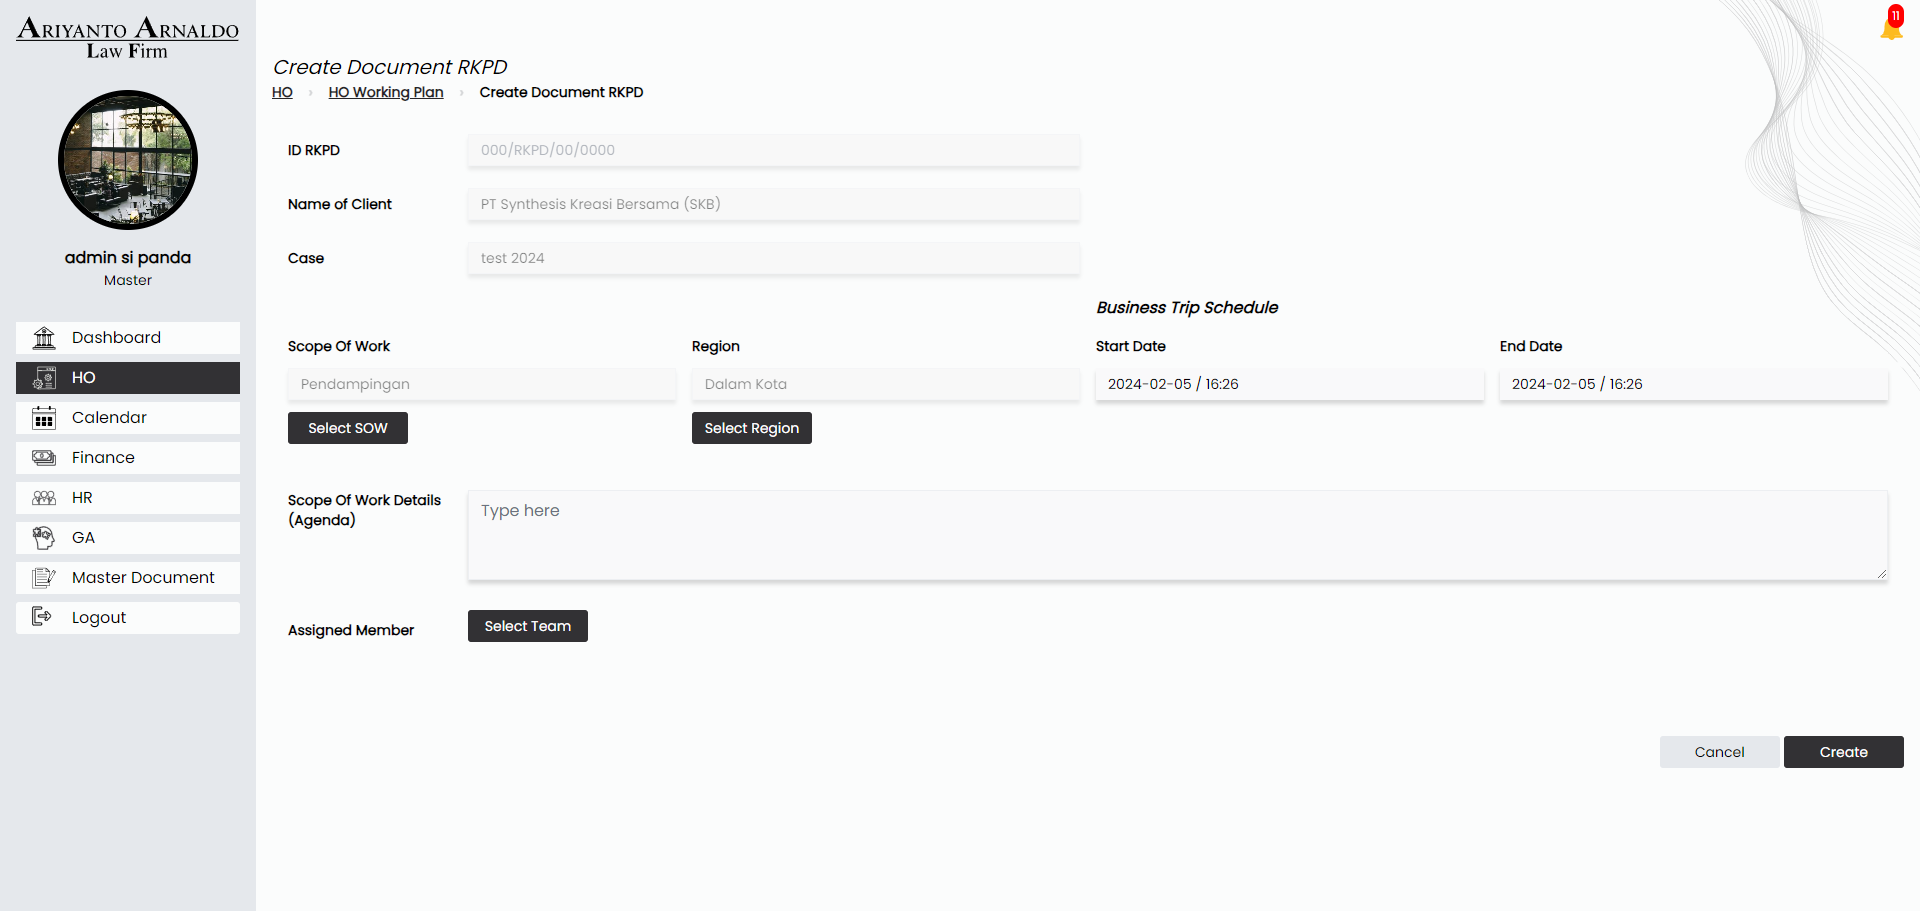 ARIYANTO ARNALDO
Law Firm
admin si panda
Master
Dashboard
HO
Calendar
Finance
HR
GA
Master Document
Logout
11
Create Document RKPD
HO › HO Working Plan › Create Document RKPD
ID RKPD
000/RKPD/00/0000
Name of Client
PT Synthesis Kreasi Bersama (SKB)
Case
test 2024
Business Trip Schedule
Scope Of Work
Region
Start Date
End Date
Pendampingan
Dalam Kota
2024-02-05 / 16:26
2024-02-05 / 16:26
Select SOW
Select Region
Scope Of Work Details
(Agenda)
Type here
Assigned Member
Select Team
Cancel
Create